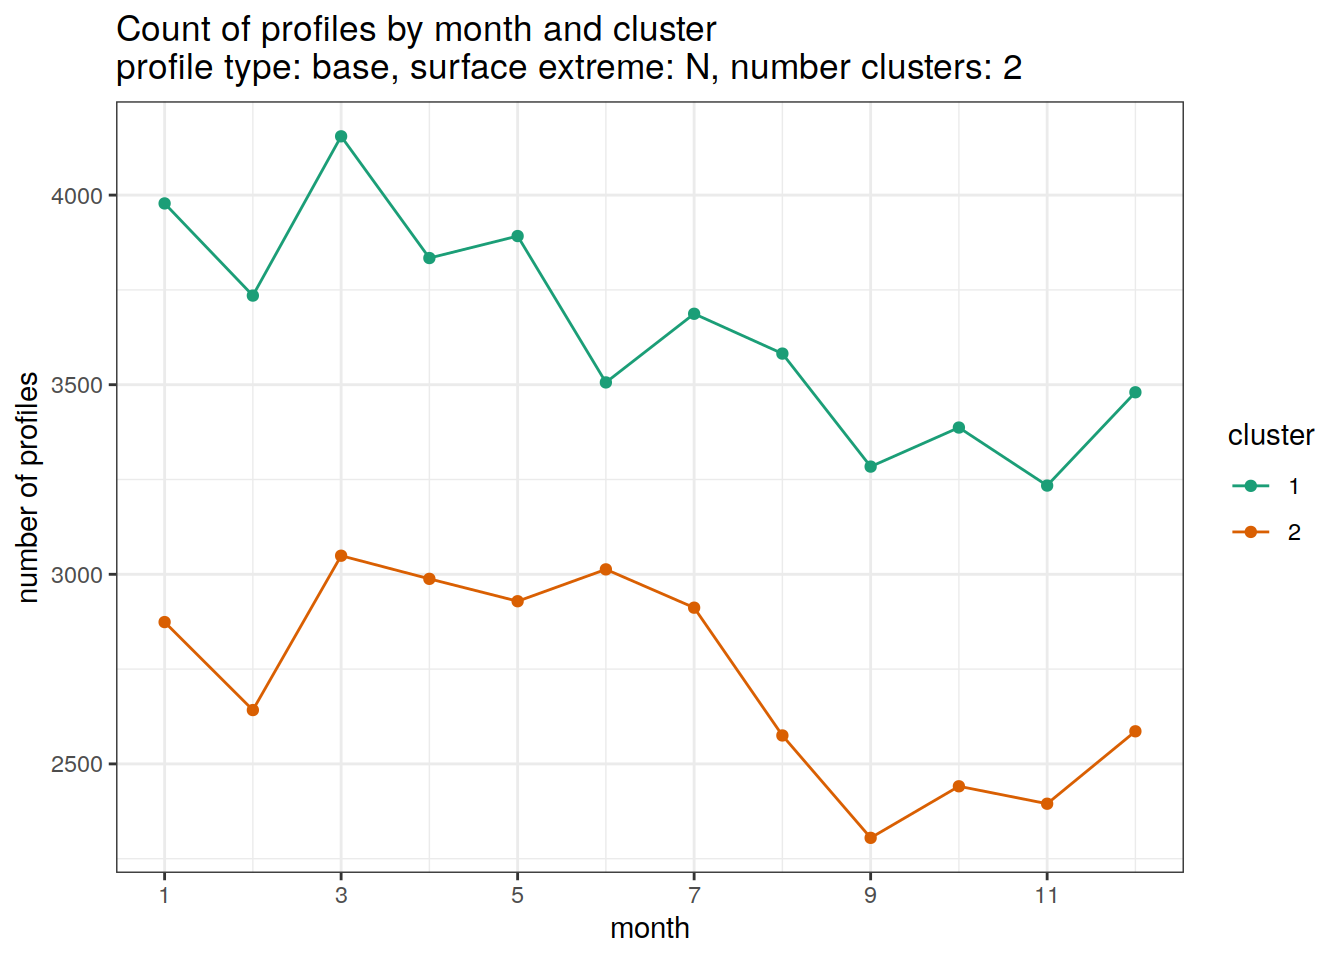 Count of profiles by month and cluster
profile type: base, surface extreme: N, number clusters: 2
number of profiles
4000
3500
3000
2500
1 3 5 7 9 11
month
cluster
1
2